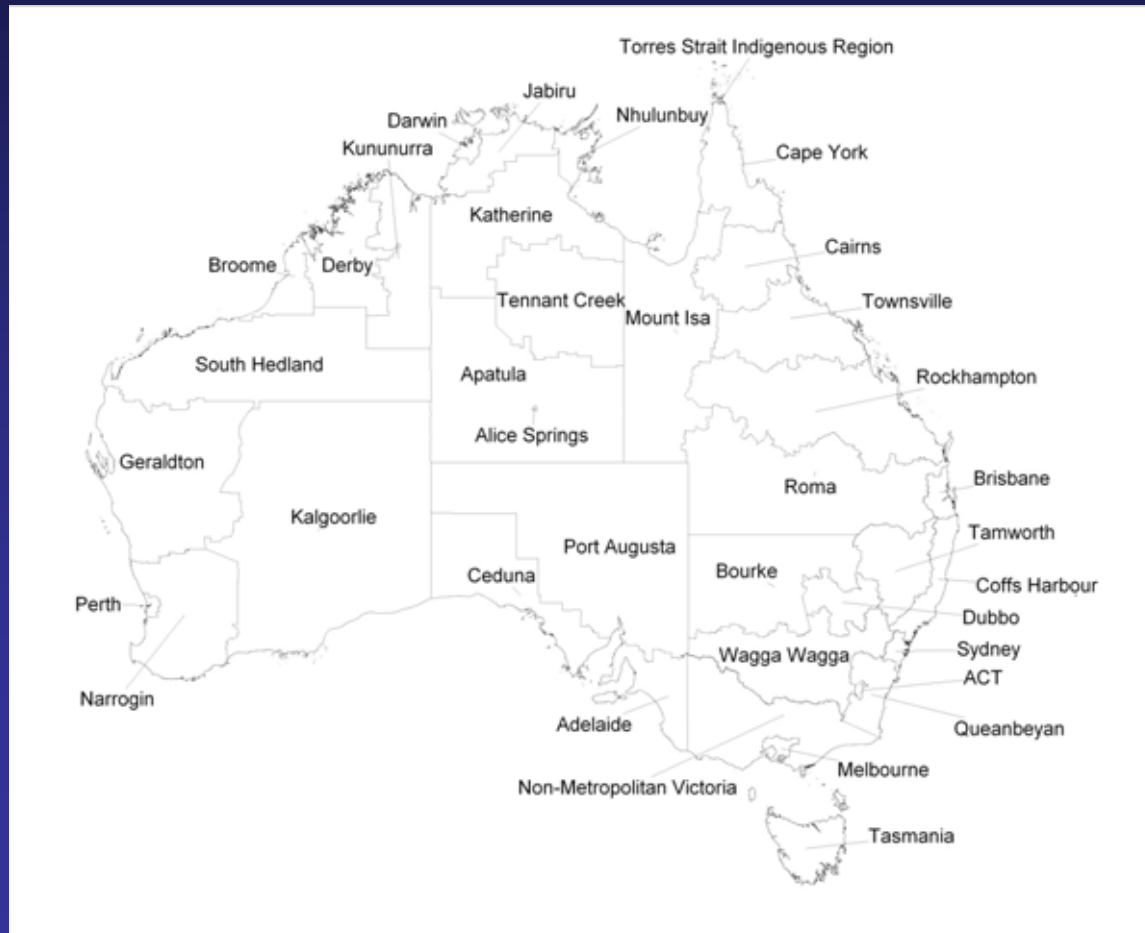 Torres Strait Indigenous Region
Jabiru
Nhulunbuy
Darwin
Kununurra
Cape York
Katherine
Cairns
Broome
Derby
Tennant Creek
Townsville
Mount Isa
South Hedland
Apatula
Rockhampton
Alice Springs
Geraldton
Brisbane
Roma
Kalgoorlie
Tamworth
Port Augusta
Bourke
Ceduna
Coffs Harbour
Perth
Dubbo
Sydney
Wagga Wagga
ACT
Narrogin
Adelaide
Queanbeyan
Melbourne
Non-Metropolitan Victoria
Tasmania